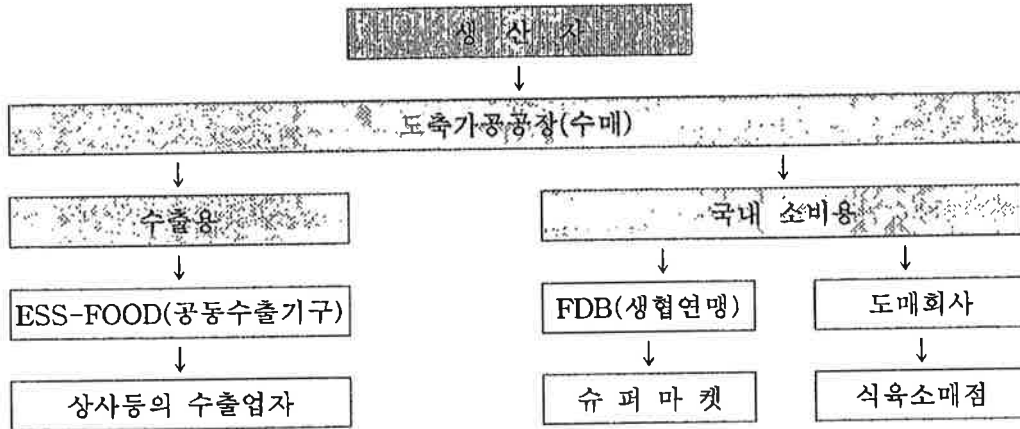 생 산 자
도축가공공장(수매)
수출용
국내 소비용
ESS-FOOD(공동수출기구)
FDB(생협연맹)
도매회사
상사등의 수출업자
슈 퍼 마 켓
식육소매점